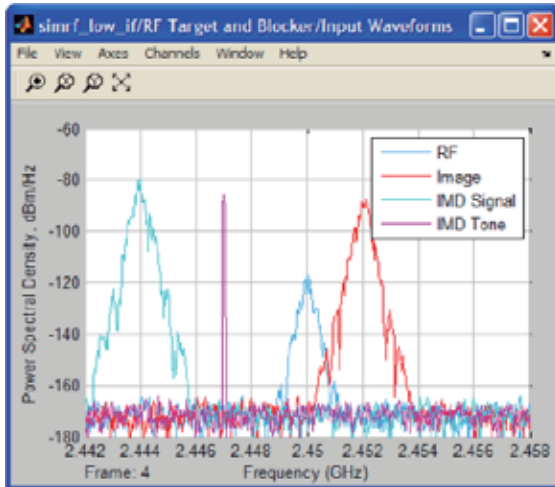 simrf_low_if/RF Target and Blocker/Input Waveforms
File View Axes Channels Window Help
-60
-80
-100
-120
-140
-160
-180
Power Spectral Density, dBm/Hz
RF
Image
IMD Signal
IMD Tone
2.442 2.444 2.446 2.448 2.45 2.452 2.454 2.456 2.458
Frame: 4 Frequency (GHz)